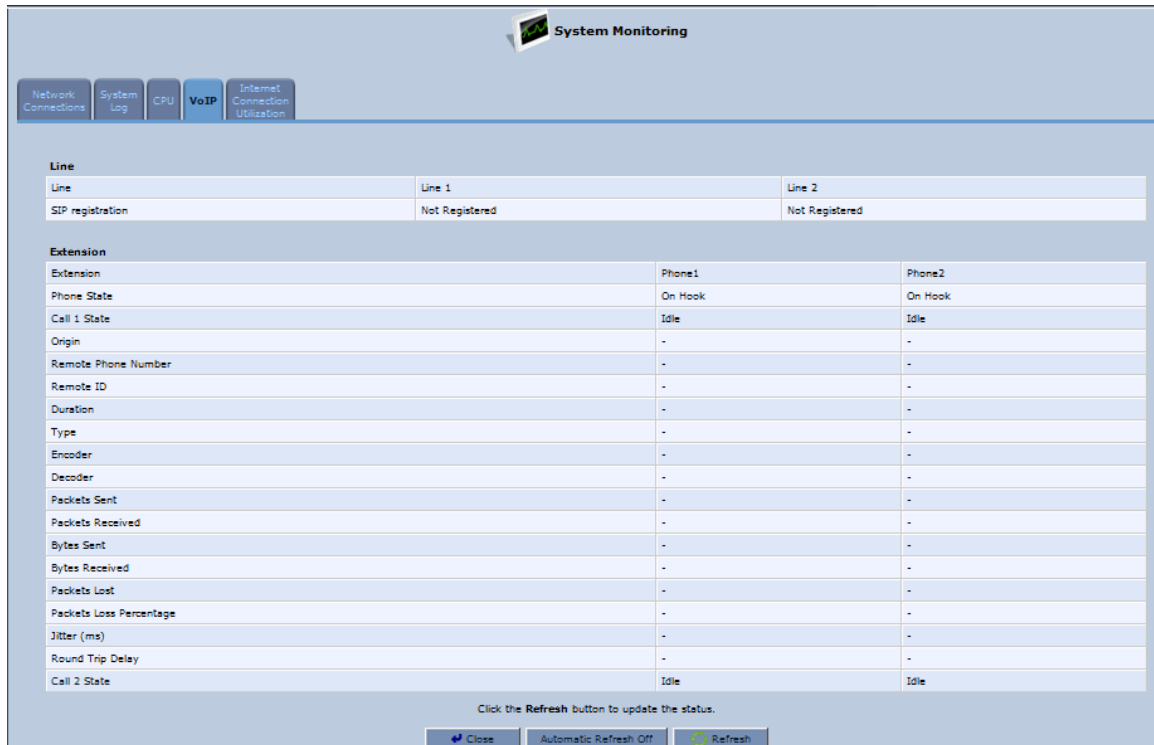 System Monitoring
Network Connections
System Log
CPU
VoIP
Internet Connection Utilization
Line
Line Line 1 Line 2
SIP registration Not Registered Not Registered
Extension
Extension Phone1 Phone2
Phone State On Hook On Hook
Call 1 State Idle Idle
Origin - -
Remote Phone Number - -
Remote ID - -
Duration - -
Type - -
Encoder - -
Decoder - -
Packets Sent - -
Packets Received - -
Bytes Sent - -
Bytes Received - -
Packets Lost - -
Packets Loss Percentage - -
Jitter (ms) - -
Round Trip Delay - -
Call 2 State Idle Idle
Click the Refresh button to update the status.
Close Automatic Refresh Off Refresh